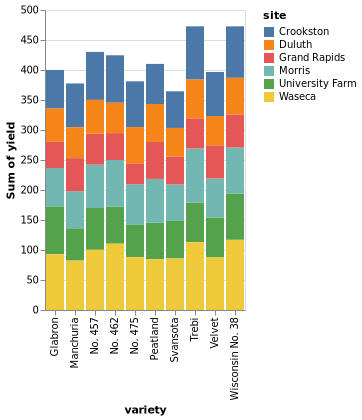 site
Crookston
Duluth
Grand Rapids
Morris
University Farm
Waseca
Sum of yield
500
450
400
350
300
250
200
150
100
50
0
Glabron
Manchuria
No. 457
No. 462
No. 475
Peatland
Svansota
Trebi
Velvet
Wisconsin No. 38
variety